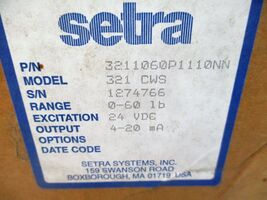 setra
P/N 3211060P1110NN
MODEL 321 CWS
S/N 1274766
RANGE 0-60 lb
EXCITATION 24 VDC
OUTPUT 4-20 mA
OPTIONS
DATE CODE
SETRA SYSTEMS, INC.
159 SWANSON ROAD
BOXBOROUGH, MA 01719 USA